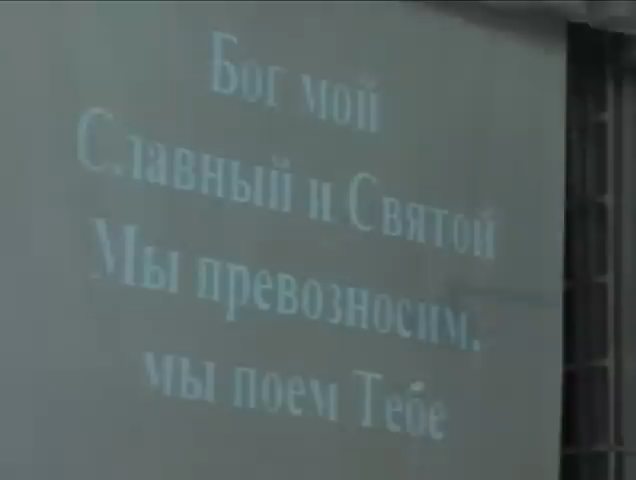 Бог мой
Славный и Святой
Мы превозносим,
мы поем Тебе